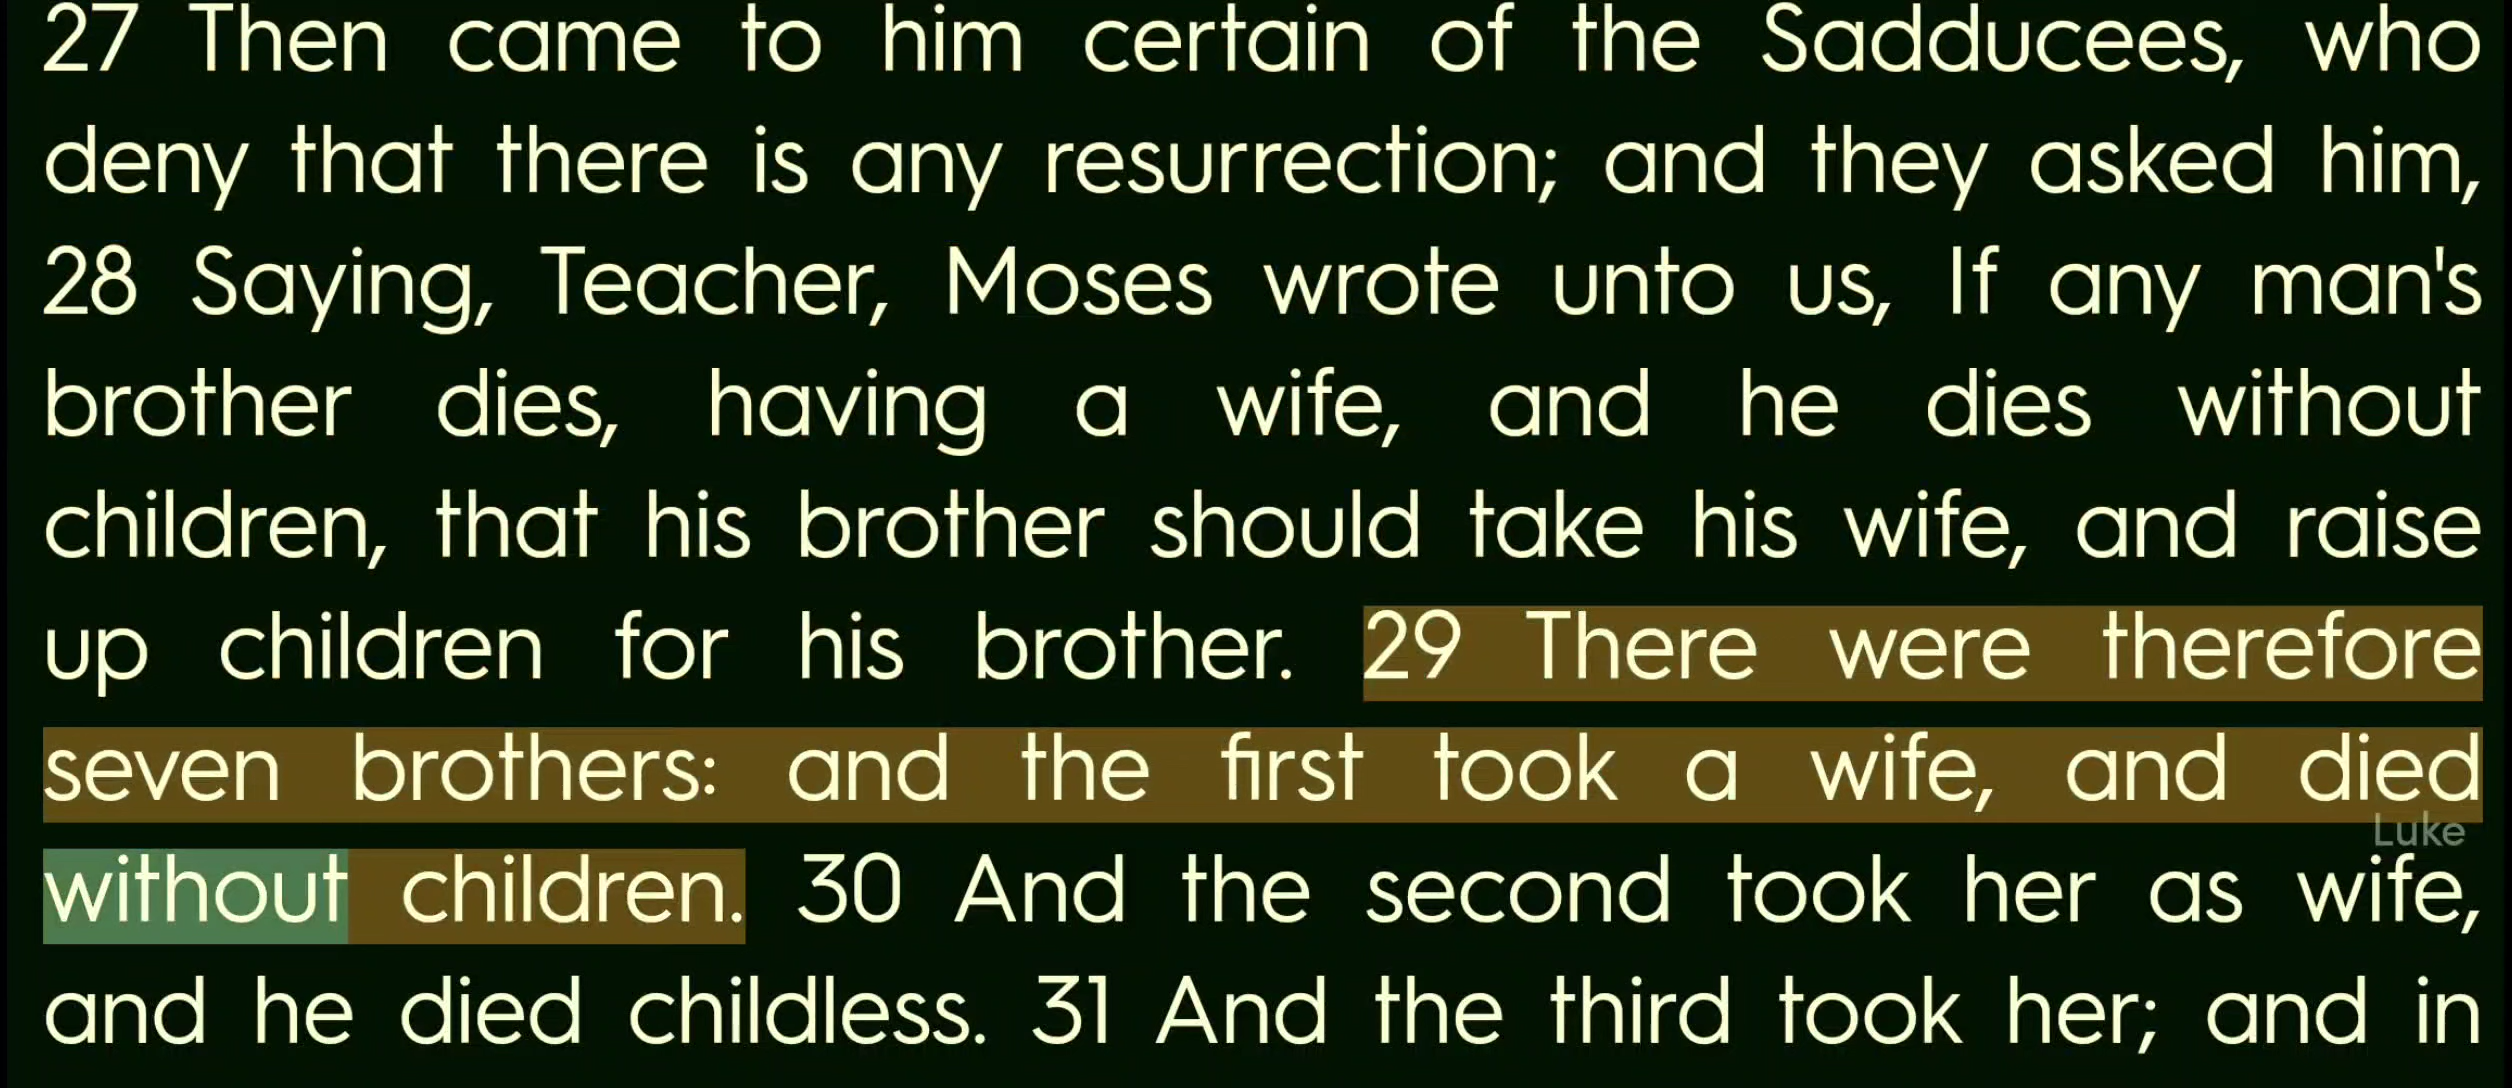 27 Then came to him certain of the Sadducees, who
deny that there is any resurrection; and they asked him,
28 Saying, Teacher, Moses wrote unto us, If any man's
brother dies, having a wife, and he dies without
children, that his brother should take his wife, and raise
up children for his brother. 29 There were therefore
seven brothers: and the first took a wife, and died
Luke
without children. 30 And the second took her as wife,
and he died childless. 31 And the third took her; and in